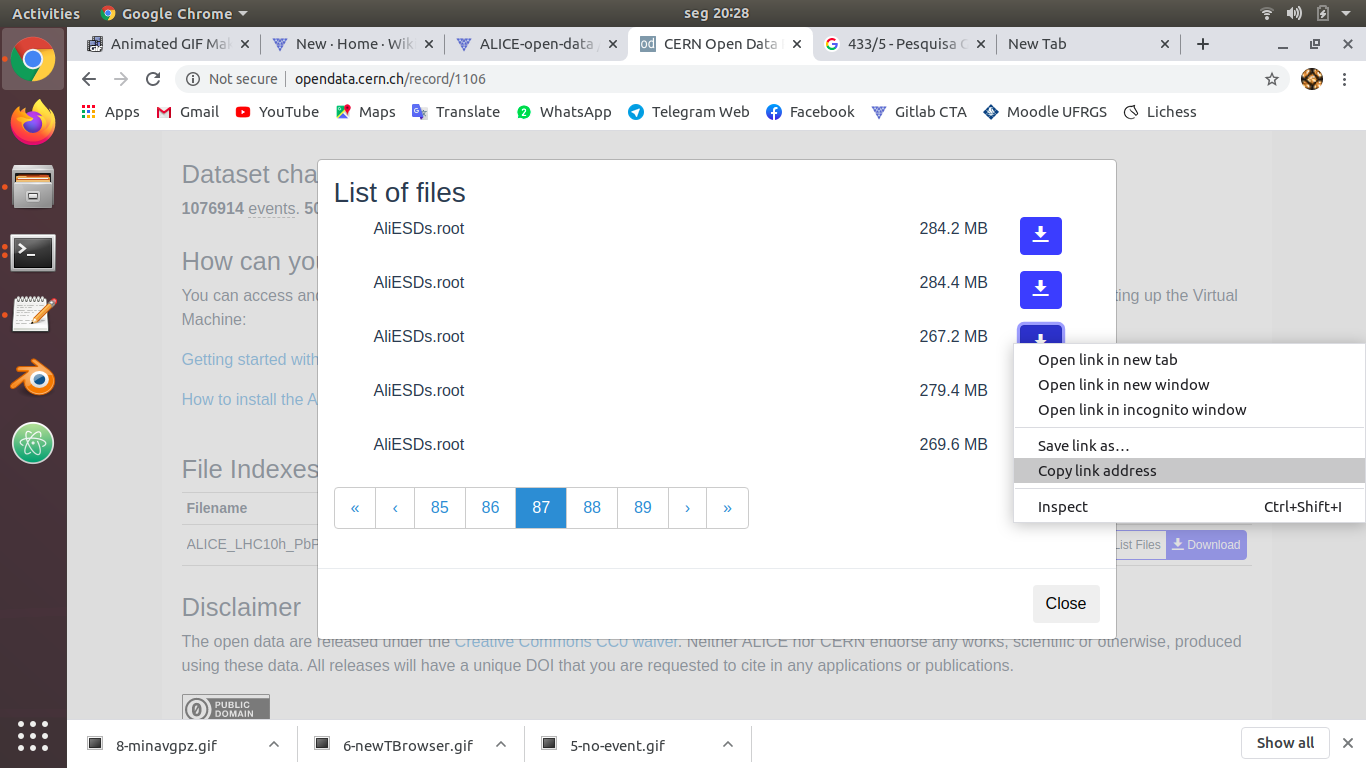 Activities Google Chrome seg 20:28
Animated GIF Ma New · Home · Wik ALICE-open-data / CERN Open Data 433/5 - Pesquisa G New Tab
Not secure opendata.cern.ch/record/1106
Apps Gmail YouTube Maps Translate WhatsApp Telegram Web Facebook Gitlab CTA Moodle UFRGS Lichess
Dataset cha
1076914 events. 50
How can you
You can access and ting up the Virtual
Machine:
Getting started with
How to install the A
File Indexes
Filename
ALICE_LHC10h_PbP List Files Download
Disclaimer
The open data are released under the Creative Commons CC0 waiver. Neither ALICE nor CERN endorse any works, scientific or otherwise, produced
using these data. All releases will have a unique DOI that you are requested to cite in any applications or publications.
PUBLIC
DOMAIN
List of files
AliESDs.root 284.2 MB
AliESDs.root 284.4 MB
AliESDs.root 267.2 MB
AliESDs.root 279.4 MB
AliESDs.root 269.6 MB
« ‹ 85 86 87 88 89 › »
Close
Open link in new tab
Open link in new window
Open link in incognito window
Save link as…
Copy link address
Inspect Ctrl+Shift+I
8-minavgpz.gif 6-newTBrowser.gif 5-no-event.gif Show all